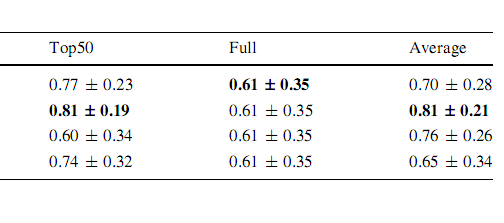 Top50 Full Average
0.77 ± 0.23 0.61 ± 0.35 0.70 ± 0.28
0.81 ± 0.19 0.61 ± 0.35 0.81 ± 0.21
0.60 ± 0.34 0.61 ± 0.35 0.76 ± 0.26
0.74 ± 0.32 0.61 ± 0.35 0.65 ± 0.34